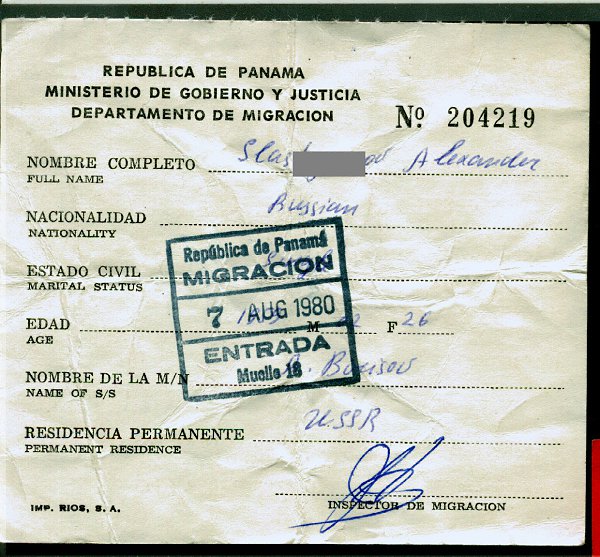 REPUBLICA DE PANAMA
MINISTERIO DE GOBIERNO Y JUSTICIA
DEPARTAMENTO DE MIGRACION
Nº 204219
NOMBRE COMPLETO Alexander
FULL NAME
NACIONALIDAD Russian
NATIONALITY
República de Panamá
MIGRACION
7 AUG 1980
ENTRADA
Muelle 18
ESTADO CIVIL
MARITAL STATUS
EDAD M F 26
AGE
NOMBRE DE LA M/N Borisov
NAME OF S/S
RESIDENCIA PERMANENTE USSR
PERMANENT RESIDENCE
IMP. RIOS, S. A.
INSPECTOR DE MIGRACION